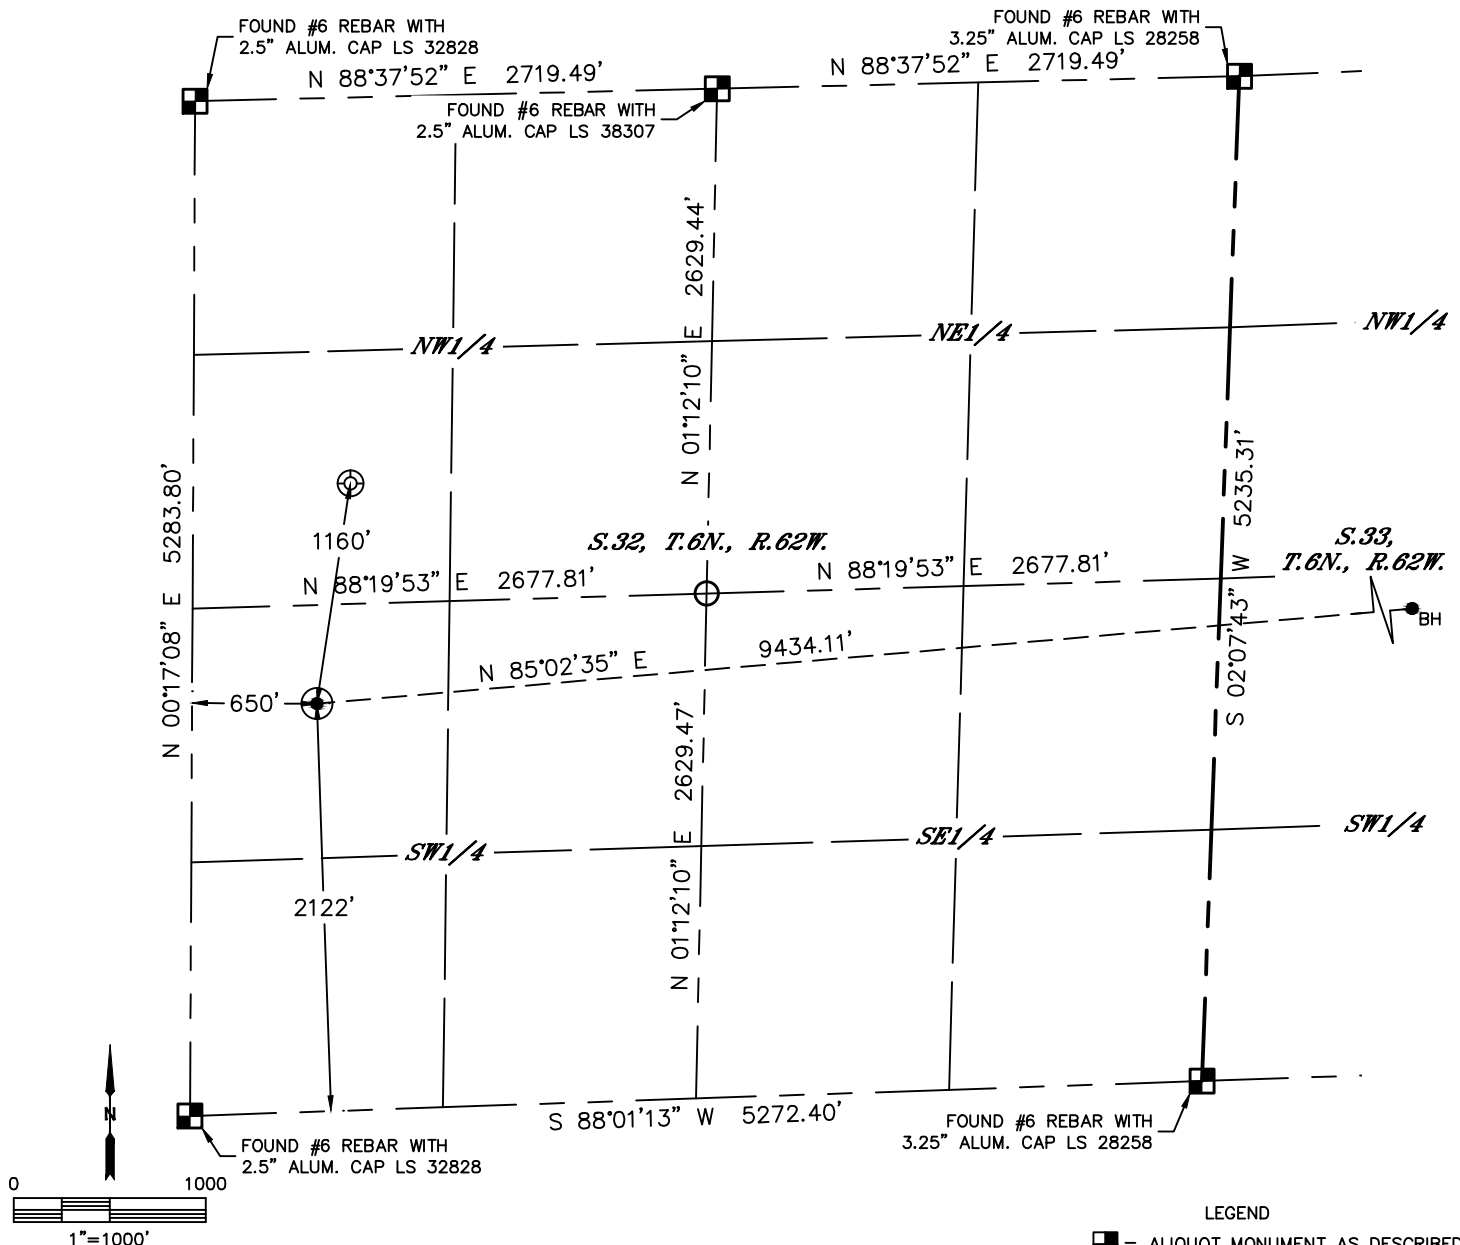 FOUND #6 REBAR WITH
2.5" ALUM. CAP LS 32828
FOUND #6 REBAR WITH
3.25" ALUM. CAP LS 28258
N 88°37'52" E 2719.49'
N 88°37'52" E 2719.49'
FOUND #6 REBAR WITH
2.5" ALUM. CAP LS 38307
N 01°12'10" E 2629.44'
NW1/4
NE1/4
NW1/4
N 00°17'08" E 5283.80'
1160'
S.32, T.6N., R.62W.
S 02°07'43" W 5235.31'
S.33,
T.6N., R.62W.
N 88°19'53" E 2677.81'
N 88°19'53" E 2677.81'
BH
N 85°02'35" E 9434.11'
650'
N 01°12'10" E 2629.47'
SW1/4
SE1/4
SW1/4
2122'
S 88°01'13" W 5272.40'
N
FOUND #6 REBAR WITH
2.5" ALUM. CAP LS 32828
FOUND #6 REBAR WITH
3.25" ALUM. CAP LS 28258
0 1000
1"=1000'
LEGEND
= ALIQUOT MONUMENT AS DESCRIBED